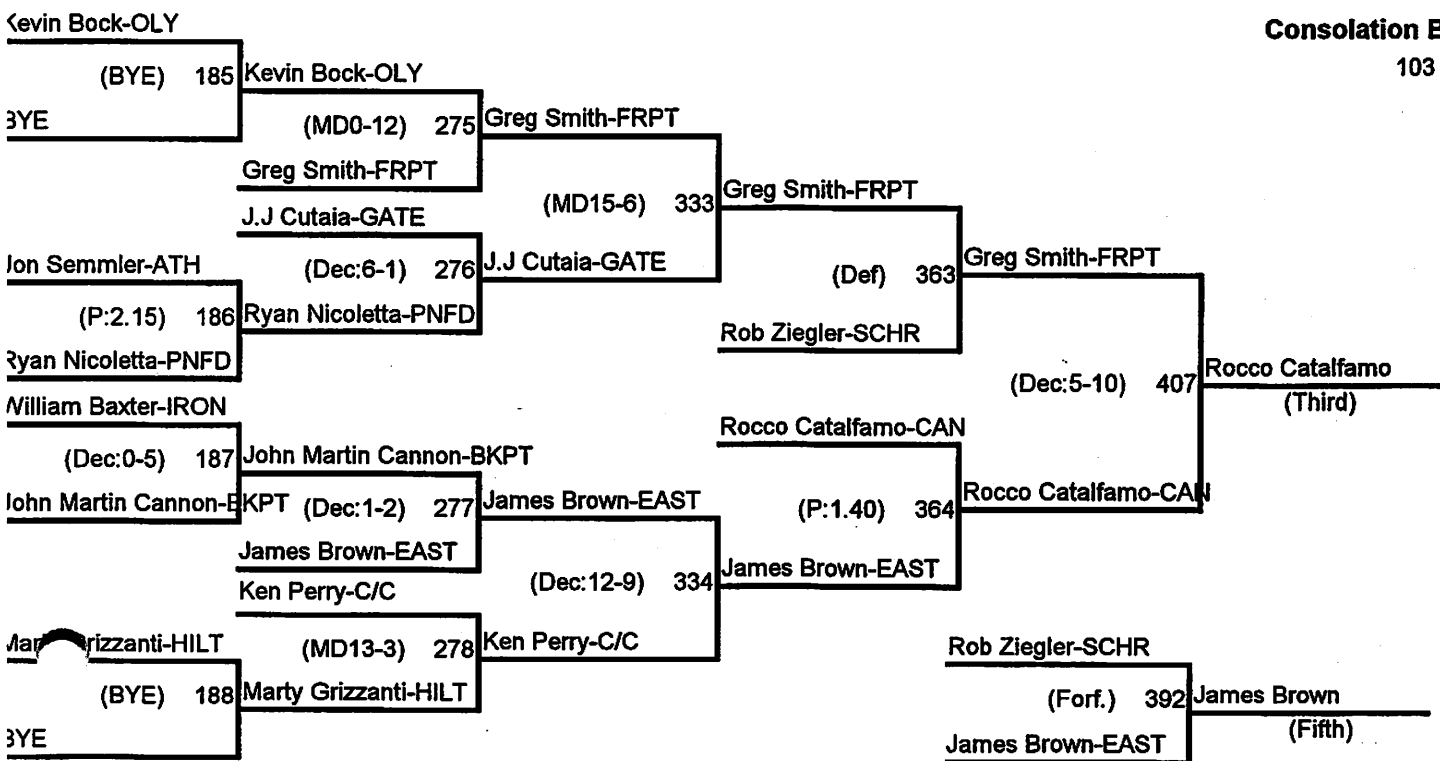 Kevin Bock-OLY
Consolation B
103
(BYE) 185 Kevin Bock-OLY
BYE
(MD0-12) 275 Greg Smith-FRPT
Greg Smith-FRPT
(MD15-6) 333 Greg Smith-FRPT
J.J Cutaia-GATE
Jon Semmler-ATH
(Dec:6-1) 276 J.J Cutaia-GATE
(Def) 363 Greg Smith-FRPT
(P:2.15) 186 Ryan Nicoletta-PNFD
Rob Ziegler-SCHR
Ryan Nicoletta-PNFD
(Dec:5-10) 407 Rocco Catalfamo
(Third)
William Baxter-IRON
Rocco Catalfamo-CAN
(Dec:0-5) 187 John Martin Cannon-BKPT
John Martin Cannon-BKPT
(Dec:1-2) 277 James Brown-EAST
(P:1.40) 364 Rocco Catalfamo-CAN
James Brown-EAST
(Dec:12-9) 334 James Brown-EAST
Ken Perry-C/C
Marty Grizzanti-HILT
(MD13-3) 278 Ken Perry-C/C
Rob Ziegler-SCHR
(BYE) 188 Marty Grizzanti-HILT
(Forf.) 392 James Brown
(Fifth)
BYE
James Brown-EAST